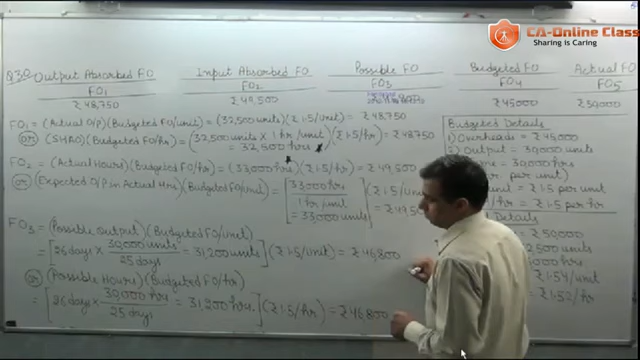 CA-Online Class
Sharing is Caring
Q30 Output Absorbed FO Input Absorbed FO Possible FO Budgeted FO Actual FO
FO1 FO2 FO3 FO4 FO5
₹48,750 ₹49,500 ₹45000 ₹59000
FO1 = (Actual O/P)(Budgeted FO/unit) = (32,500 units)(₹1.5/unit) = ₹48,750
OR (SHRO)(Budgeted FO/hr) = (32,500 units X 1 hr/unit)(₹1.5/hr) = ₹48750
= 32,500 hrs
FO2 = (Actual Hours)(Budgeted FO/hr) = (33,000 hrs)(₹1.5/hr) = ₹49,500
OR (Expected O/P in Actual Hrs)(Budgeted FO/unit) = [33,000 hrs (₹1.5/uni
1 hr/unit = ₹49,50
= 33,000 units]
FO3 = (Possible Output)(Budgeted FO/unit)
= [26 days X 30,000 units = 31,200 units](₹1.5/unit) = ₹46,800
25 days
OR (Possible Hours)(Budgeted FO/hr)
= [26 days X 30,000 hrs = 31,200 hrs.](₹1.5/hr) = ₹46,800
25 days
Budgeted Details
1) Overheads = ₹45,000
2) Output = 30,000 units
= 30,000 hrs
per unit)
unit = ₹1.5 per unit
= ₹1.5 per hr
Details
= ₹50,000
,500 units
,000 hrs
₹1.54/unit
= ₹1.52/hr